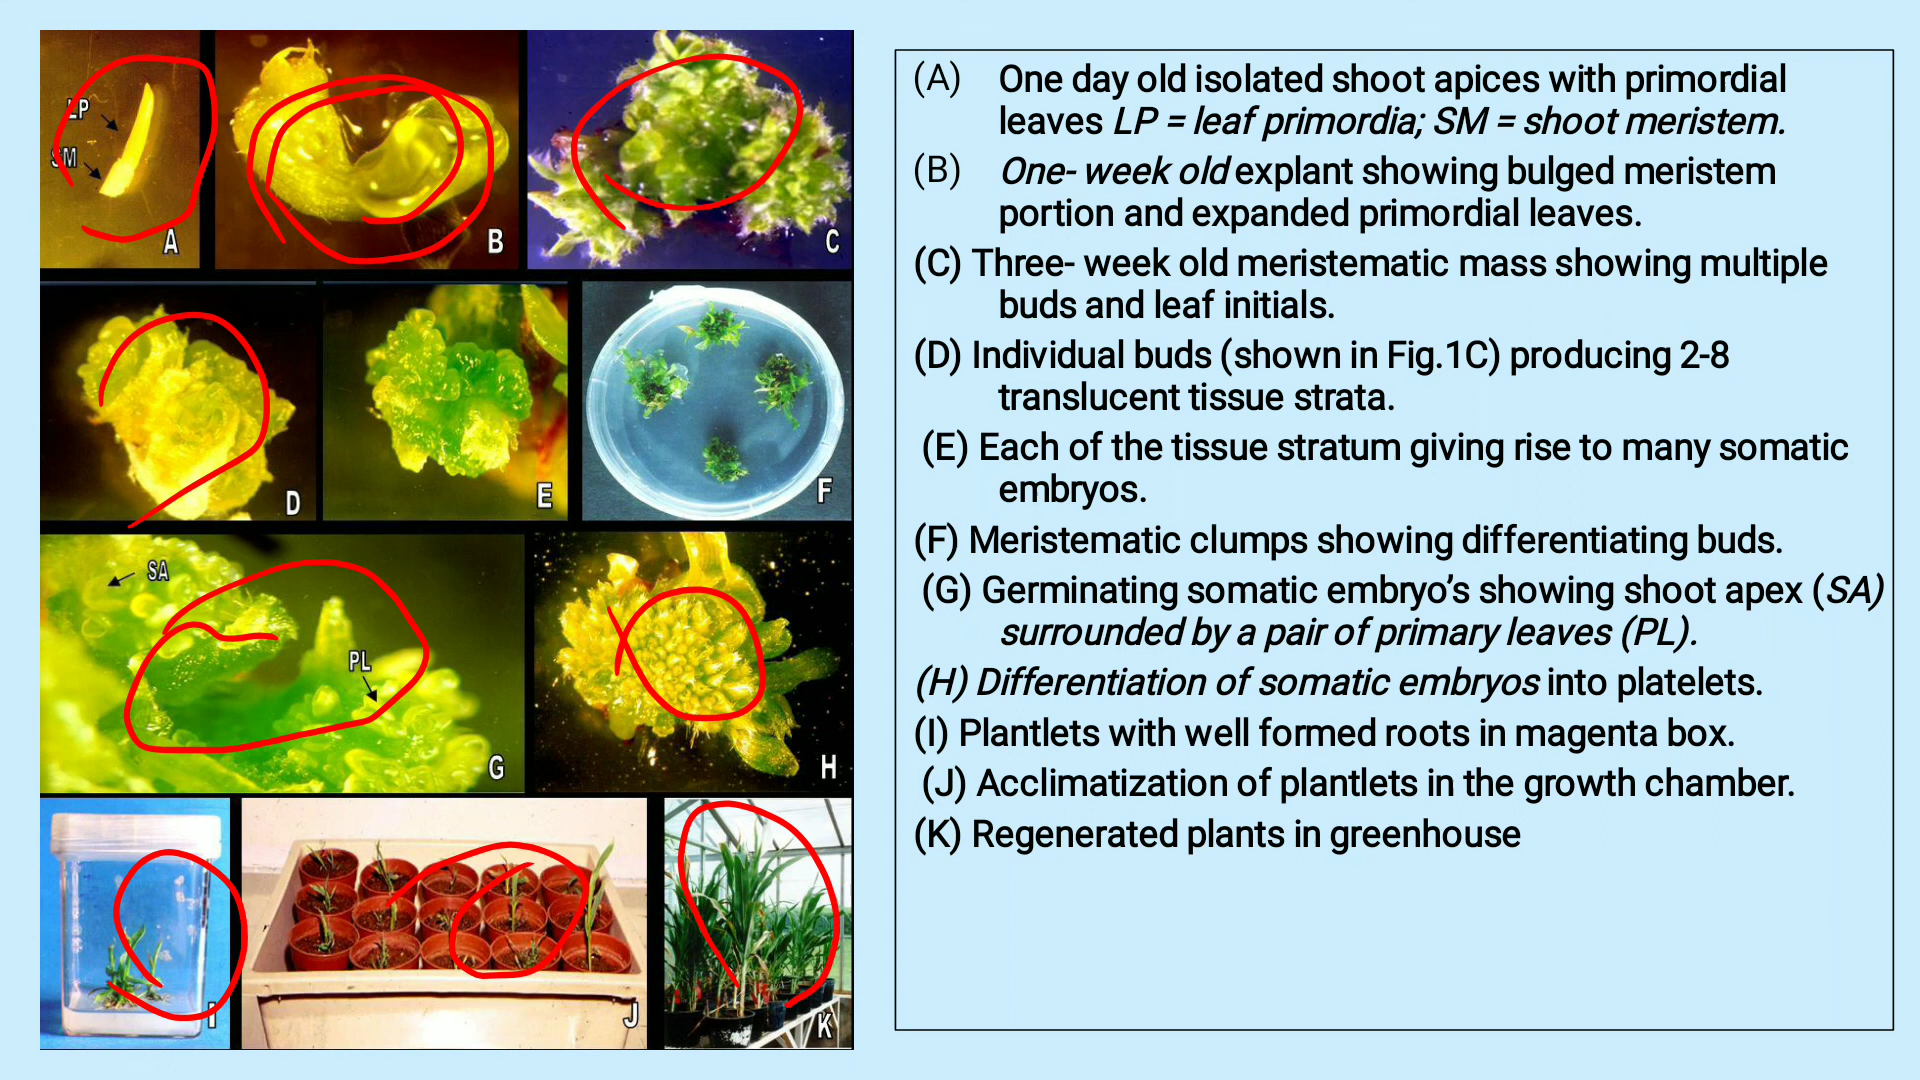 LP
SM
A
B
C
D
E
F
SA
PL
G
H
I
J
K
(A) One day old isolated shoot apices with primordial
leaves LP = leaf primordia; SM = shoot meristem.
(B) One- week old explant showing bulged meristem
portion and expanded primordial leaves.
(C) Three- week old meristematic mass showing multiple
buds and leaf initials.
(D) Individual buds (shown in Fig.1C) producing 2-8
translucent tissue strata.
(E) Each of the tissue stratum giving rise to many somatic
embryos.
(F) Meristematic clumps showing differentiating buds.
(G) Germinating somatic embryo’s showing shoot apex (SA)
surrounded by a pair of primary leaves (PL).
(H) Differentiation of somatic embryos into platelets.
(I) Plantlets with well formed roots in magenta box.
(J) Acclimatization of plantlets in the growth chamber.
(K) Regenerated plants in greenhouse